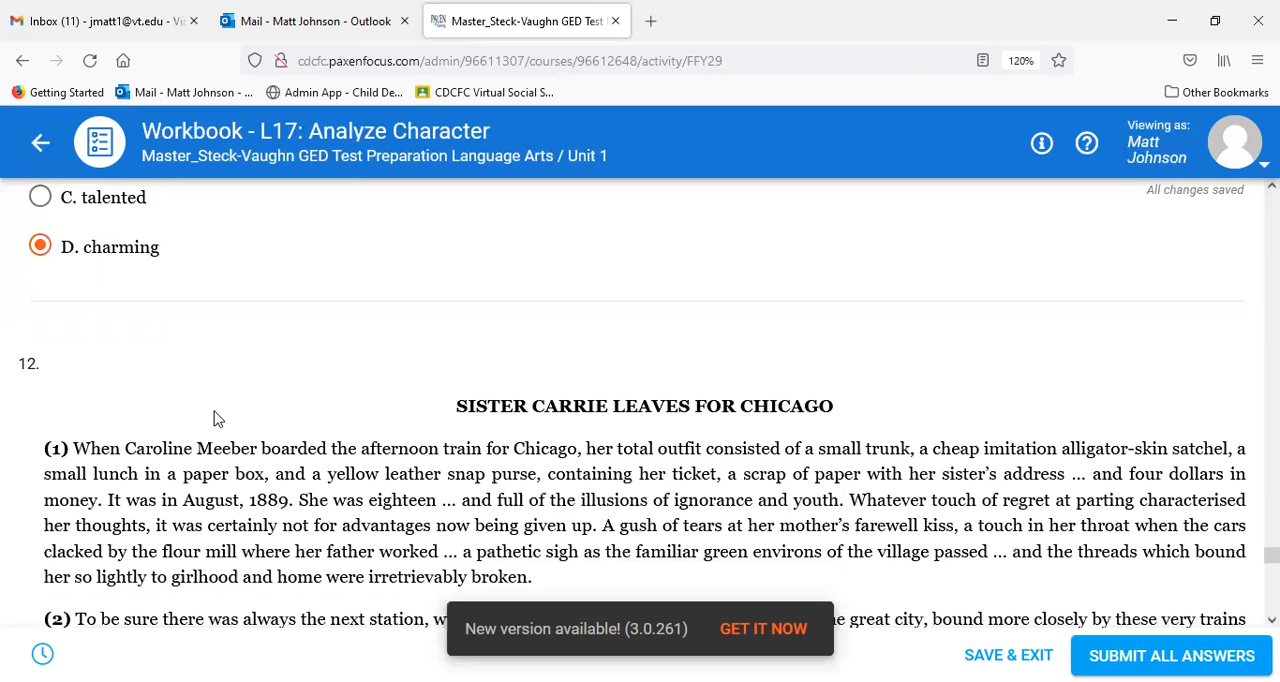 Inbox (11) - jmatt1@vt.edu - Vi
Mail - Matt Johnson - Outlook
PAXEN
Master_Steck-Vaughn GED Test
cdcfc.paxenfocus.com/admin/96611307/courses/96612648/activity/FFY29
120%
Getting Started
Mail - Matt Johnson - ...
Admin App - Child De...
CDCFC Virtual Social S...
Other Bookmarks
Workbook - L17: Analyze Character
Master_Steck-Vaughn GED Test Preparation Language Arts / Unit 1
Viewing as:
Matt
Johnson
All changes saved
C. talented
D. charming
12.
SISTER CARRIE LEAVES FOR CHICAGO
(1) When Caroline Meeber boarded the afternoon train for Chicago, her total outfit consisted of a small trunk, a cheap imitation alligator-skin satchel, a
small lunch in a paper box, and a yellow leather snap purse, containing her ticket, a scrap of paper with her sister's address ... and four dollars in
money. It was in August, 1889. She was eighteen ... and full of the illusions of ignorance and youth. Whatever touch of regret at parting characterised
her thoughts, it was certainly not for advantages now being given up. A gush of tears at her mother's farewell kiss, a touch in her throat when the cars
clacked by the flour mill where her father worked ... a pathetic sigh as the familiar green environs of the village passed ... and the threads which bound
her so lightly to girlhood and home were irretrievably broken.
(2) To be sure there was always the next station, w
e great city, bound more closely by these very trains
New version available! (3.0.261)
GET IT NOW
SAVE & EXIT
SUBMIT ALL ANSWERS